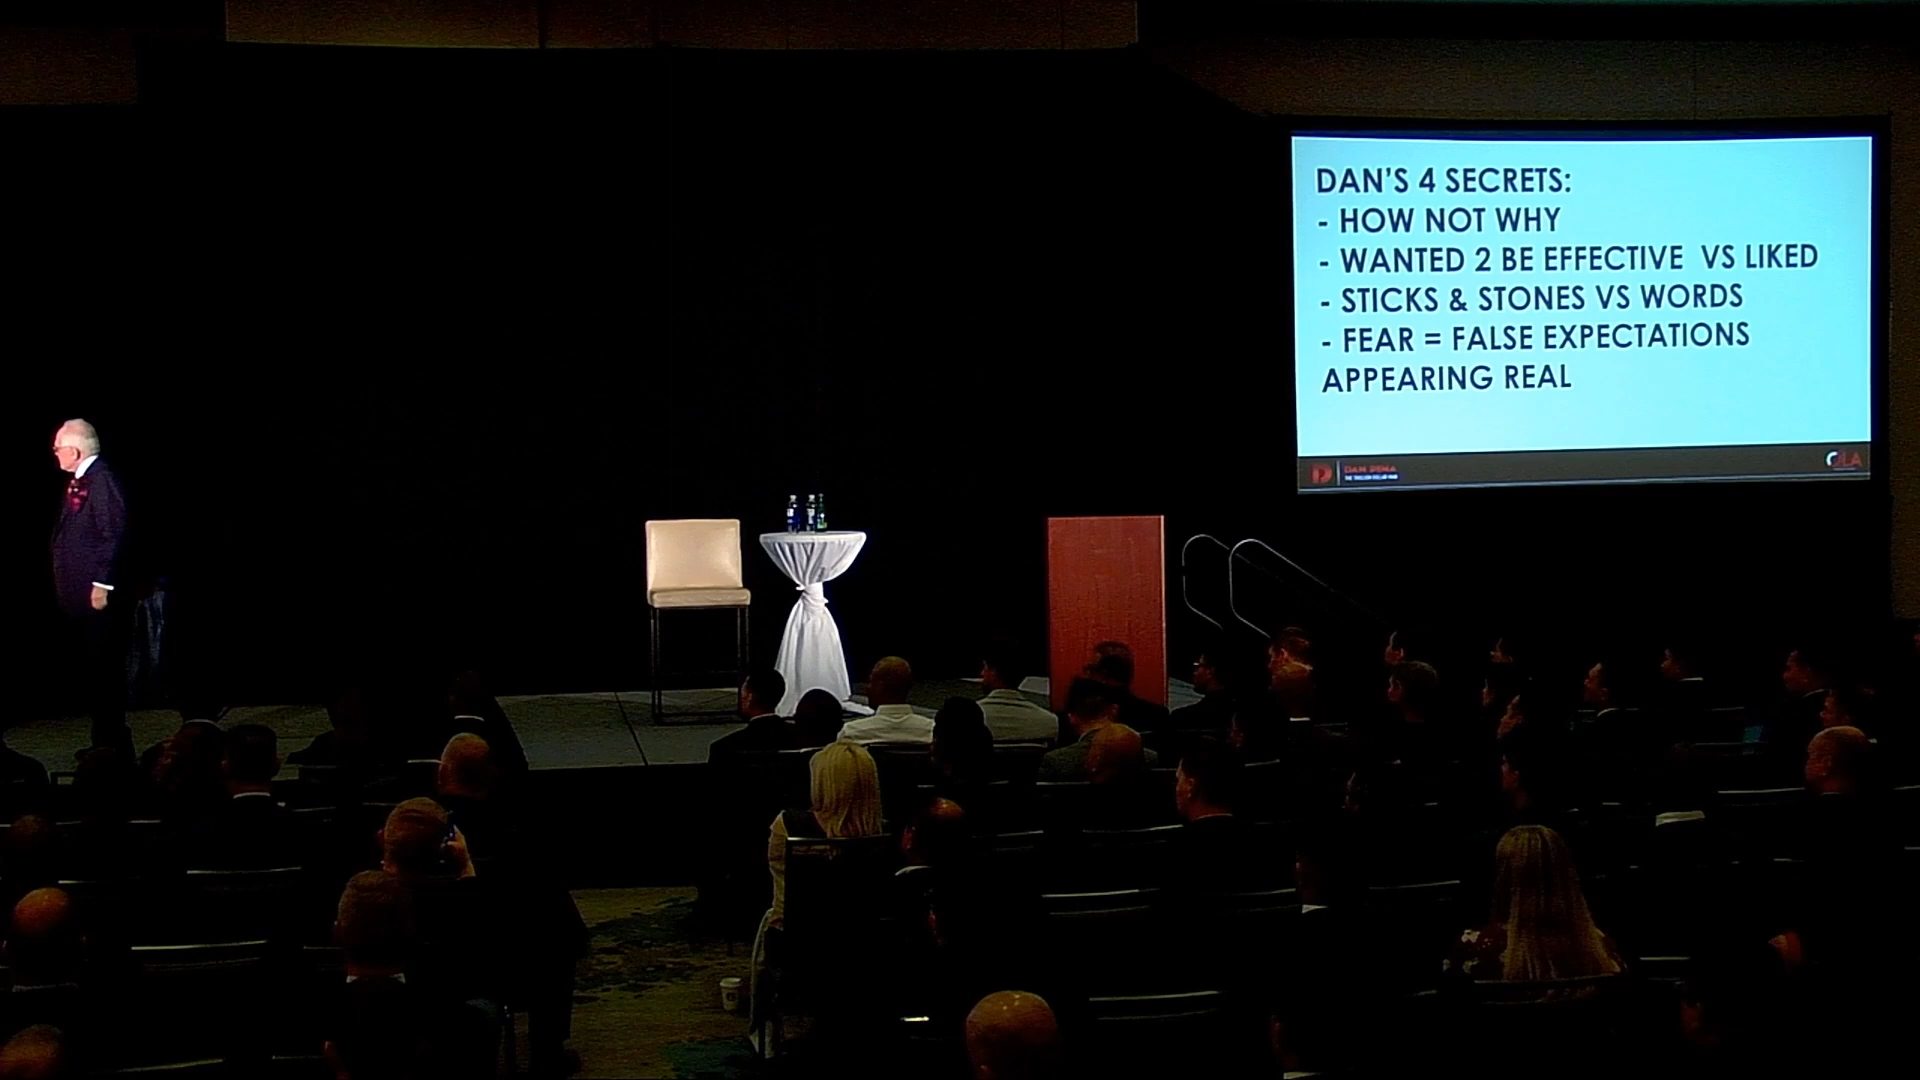 DAN'S 4 SECRETS:
- HOW NOT WHY
- WANTED 2 BE EFFECTIVE VS LIKED
- STICKS & STONES VS WORDS
- FEAR = FALSE EXPECTATIONS
APPEARING REAL
DAN PENA
QLA